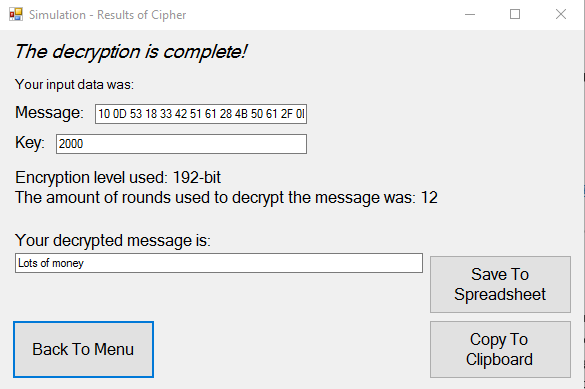 Simulation - Results of Cipher
The decryption is complete!
Your input data was:
Message: 10 0D 53 18 33 42 51 61 28 4B 50 61 2F
Key: 2000
Encryption level used: 192-bit
The amount of rounds used to decrypt the message was: 12
Your decrypted message is:
Lots of money
Save To
Spreadsheet
Back To Menu
Copy To
Clipboard